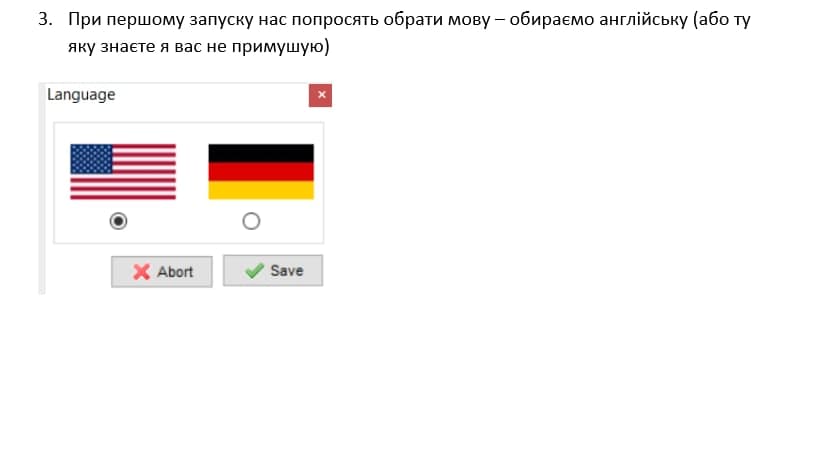 3. При першому запуску нас попросять обрати мову – обираємо англійську (або ту
яку знаєте я вас не примушую)
Language
Abort
Save